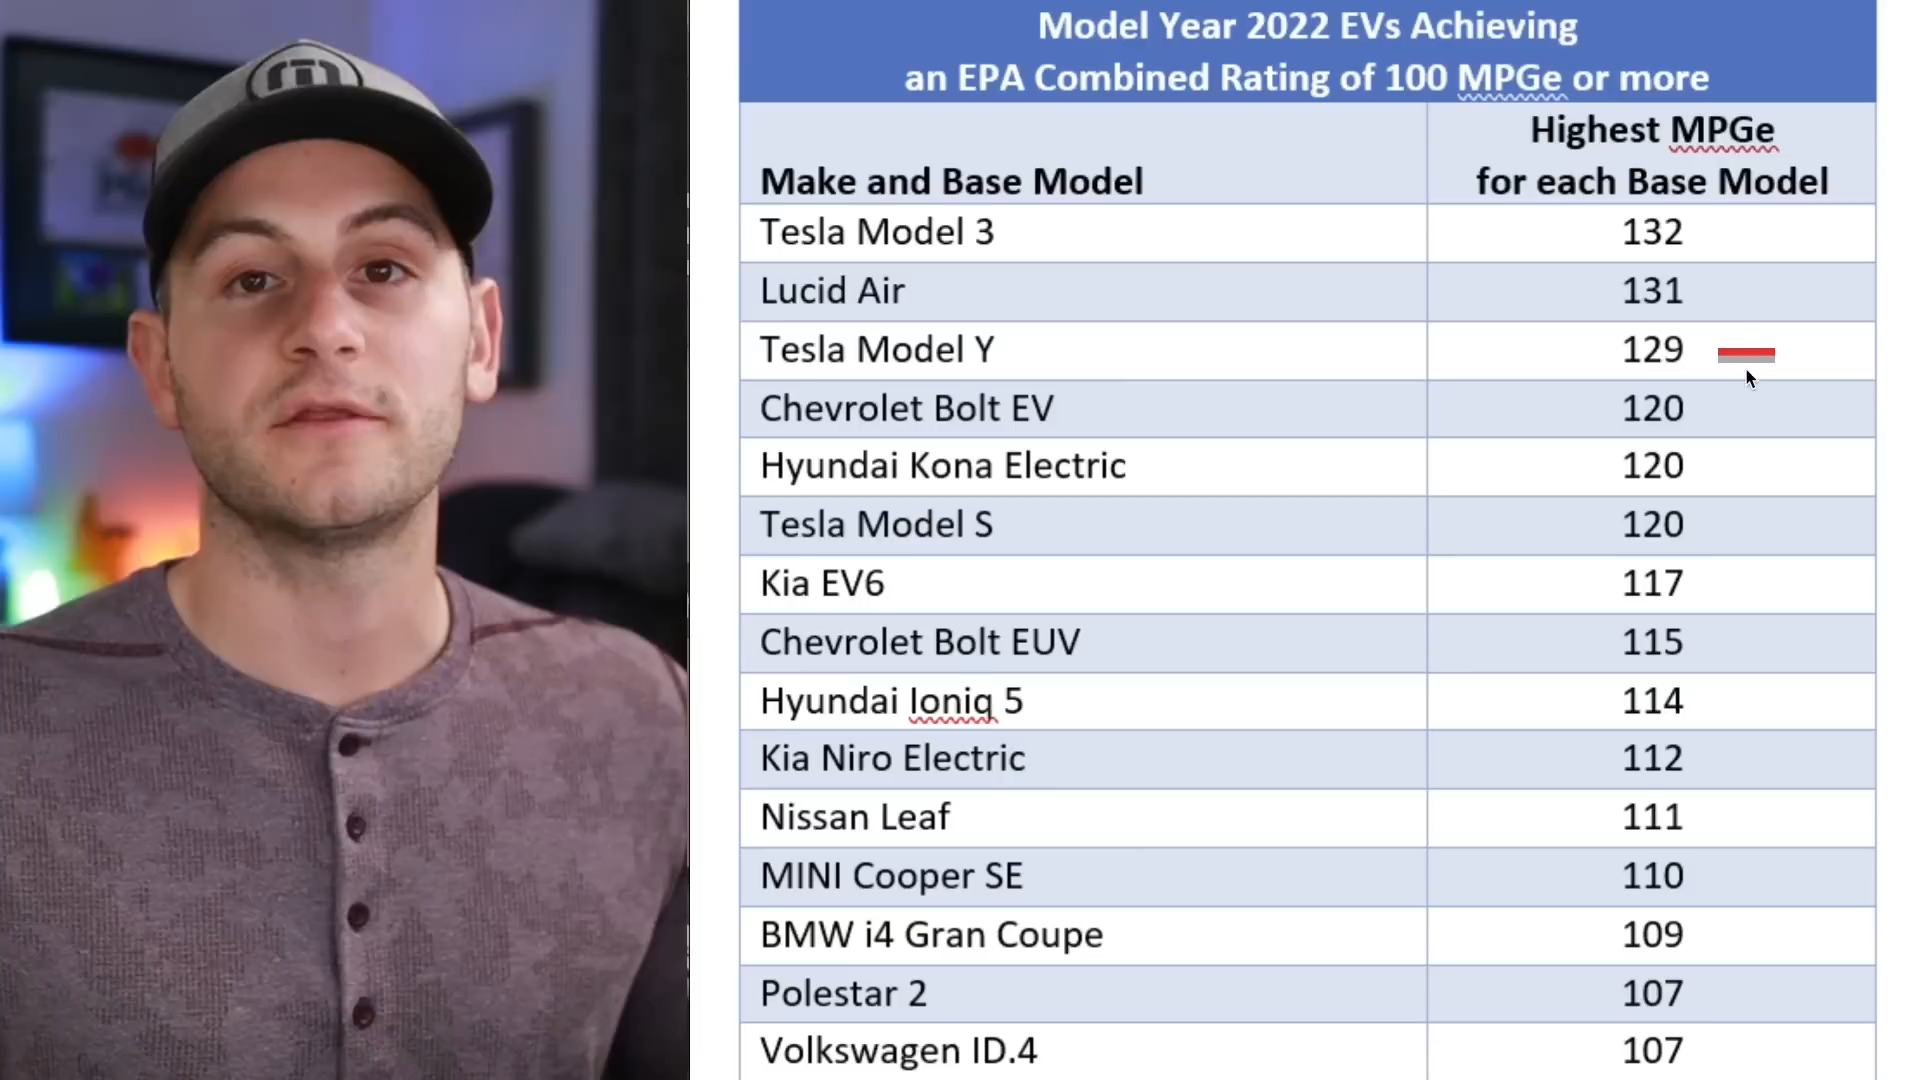 Model Year 2022 EVs Achieving
an EPA Combined Rating of 100 MPGe or more
Make and Base Model
Highest MPGe
for each Base Model
Tesla Model 3 132
Lucid Air 131
Tesla Model Y 129
Chevrolet Bolt EV 120
Hyundai Kona Electric 120
Tesla Model S 120
Kia EV6 117
Chevrolet Bolt EUV 115
Hyundai Ioniq 5 114
Kia Niro Electric 112
Nissan Leaf 111
MINI Cooper SE 110
BMW i4 Gran Coupe 109
Polestar 2 107
Volkswagen ID.4 107